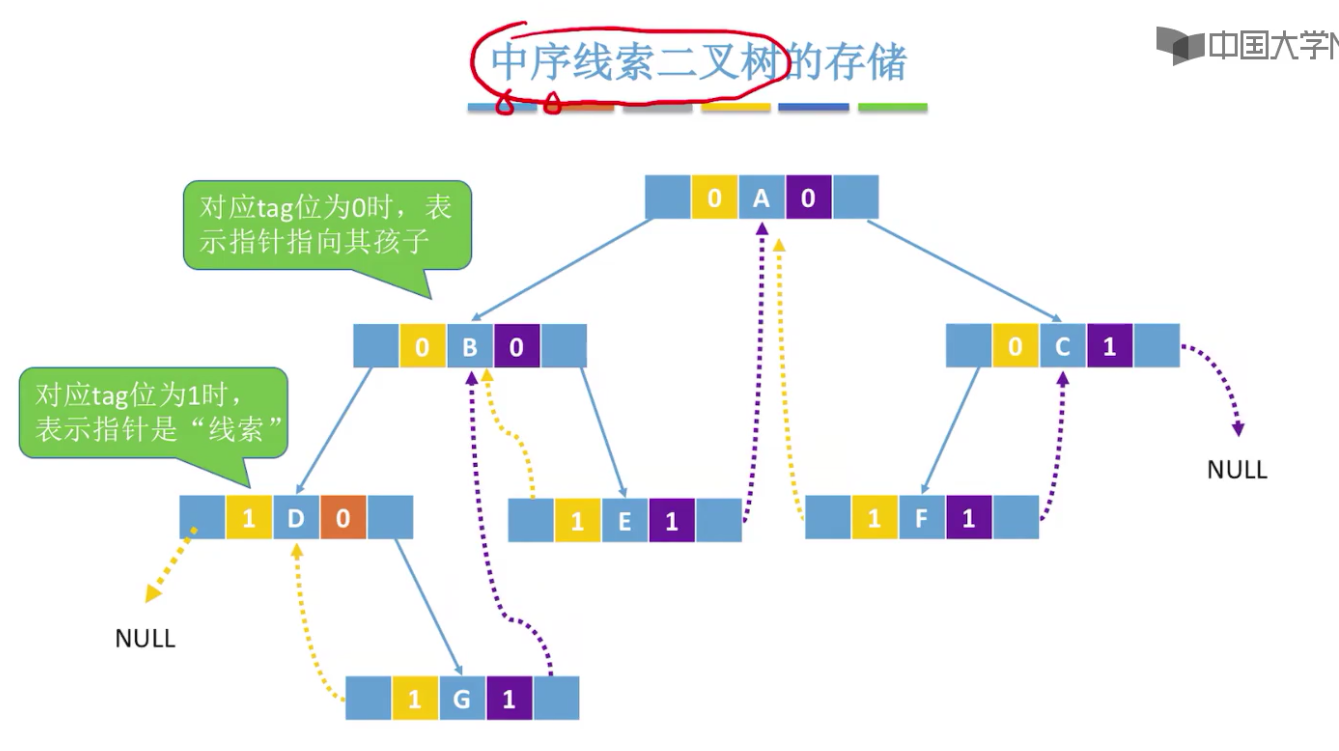 中序线索二叉树的存储
中国大学
对应tag位为0时，表
示指针指向其孩子
0 A 0
0 B 0
0 C 1
对应tag位为1时，
表示指针是“线索”
NULL
1 D 0
1 E 1
1 F 1
NULL
1 G 1